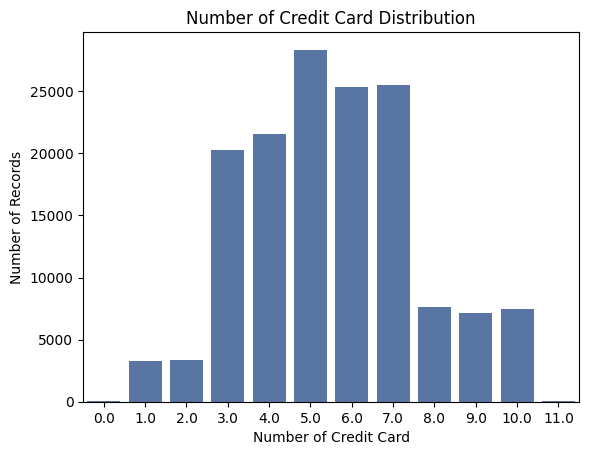 Number of Credit Card Distribution
25000
20000
15000
10000
5000
0
Number of Records
0.0 1.0 2.0 3.0 4.0 5.0 6.0 7.0 8.0 9.0 10.0 11.0
Number of Credit Card